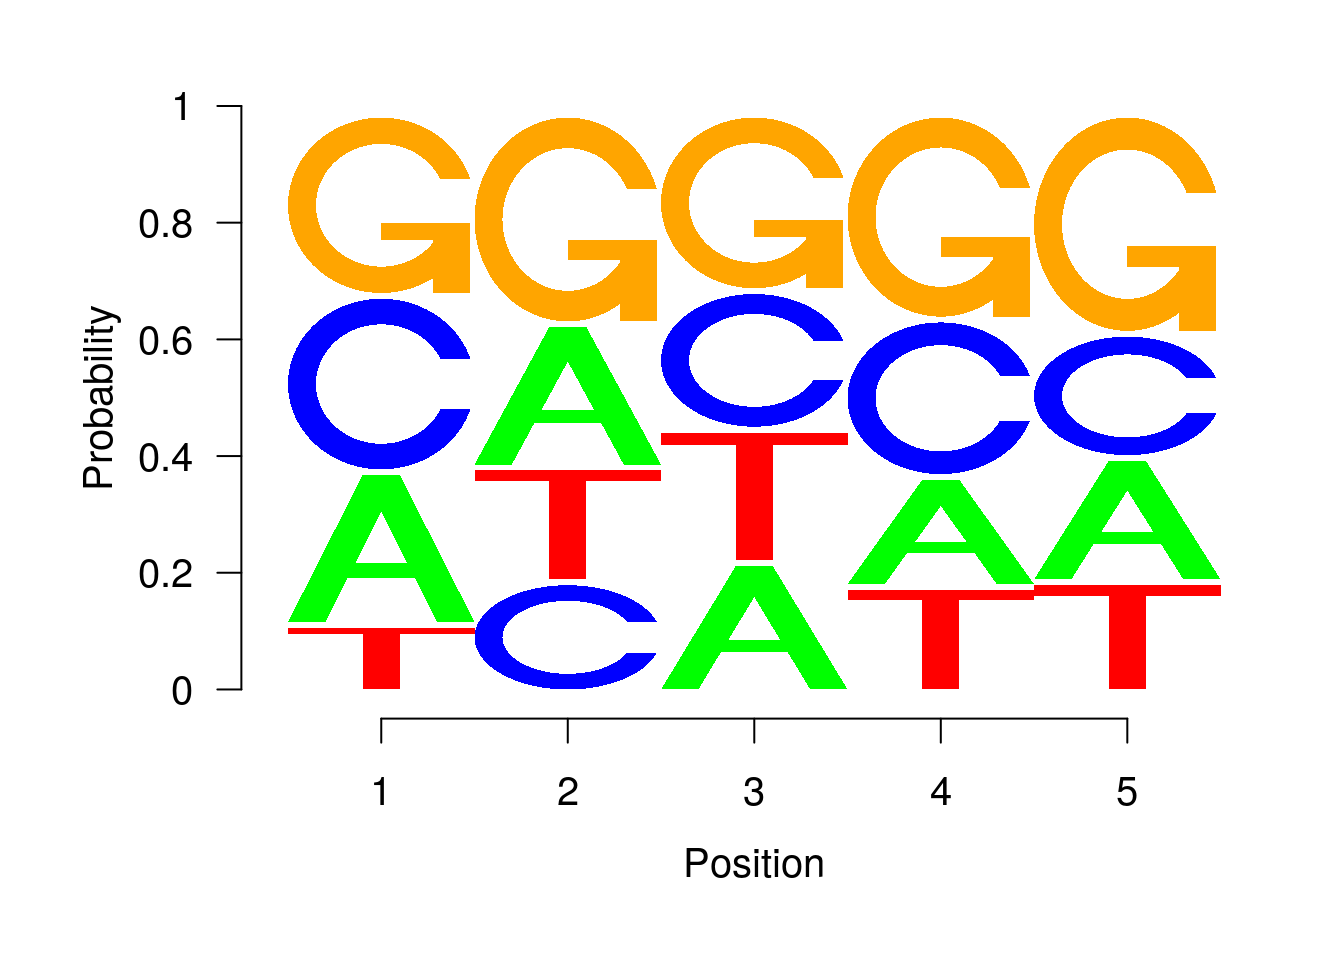 1
0.8
0.6
0.4
0.2
0
Probability
G G G G G
C A C C C
A T T A A
T C A T T
1 2 3 4 5
Position